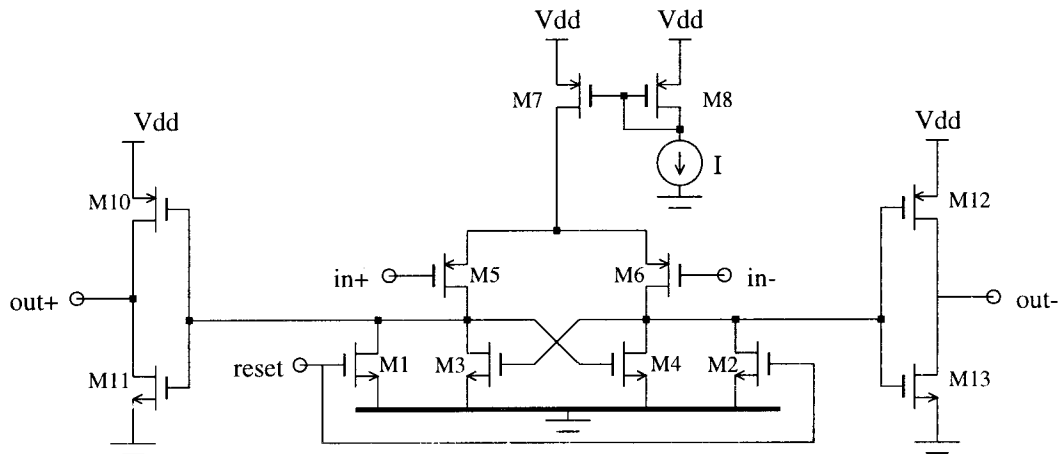 Vdd Vdd
M7 M8
Vdd Vdd
I
M10 M12
in+ M5 M6 in-
out+ out-
reset M1 M3 M4 M2
M11 M13